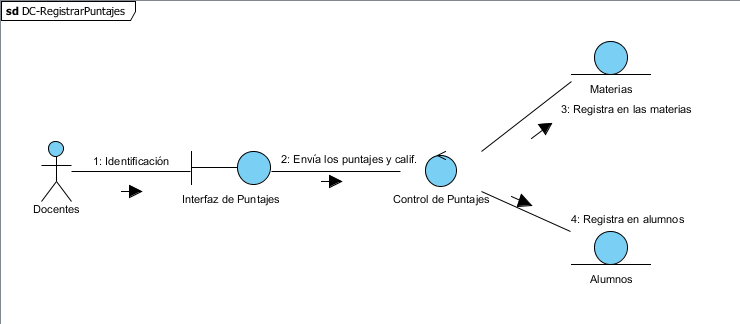 sd DC-RegistrarPuntajes
Materias
3: Registra en las materias
1: Identificación
2: Envía los puntajes y calif.
Docentes
Interfaz de Puntajes
Control de Puntajes
4: Registra en alumnos
Alumnos